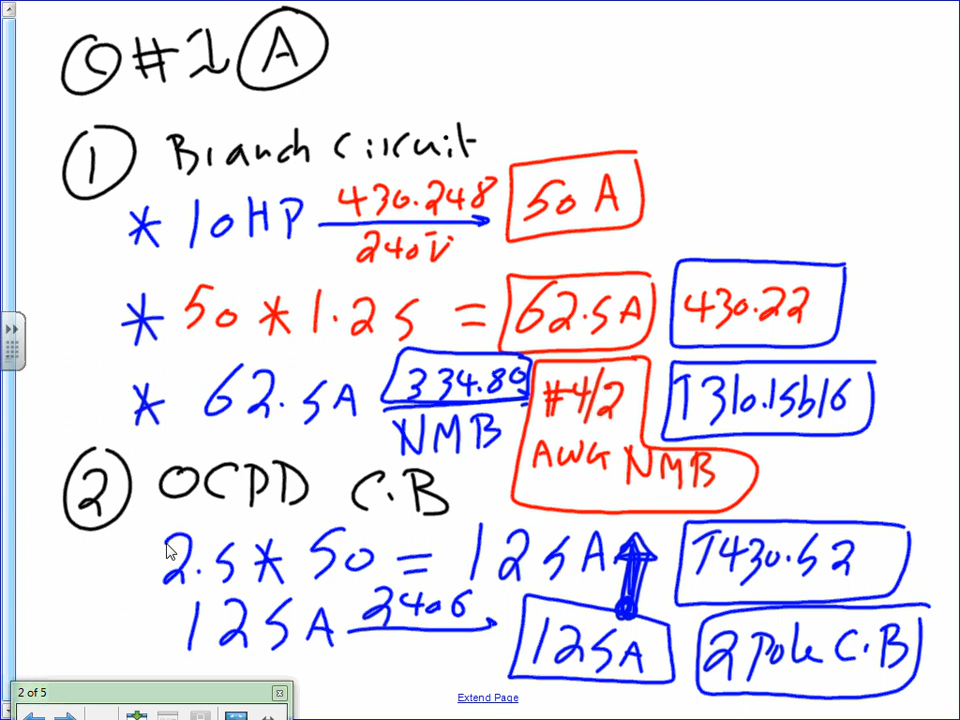 Q#1 A
1 Branch Circuit
* 10HP 430.248 240V 50 A
* 50 * 1.25 = 62.5A 430.22
* 62.5A 334.80 NMB #4/2 AWG NMB T310.15b16
2 OCPD C.B
2.5 * 50 = 125A T430.52
125A 240.6 125A 2 Pole C.B
2 of 5
Extend Page